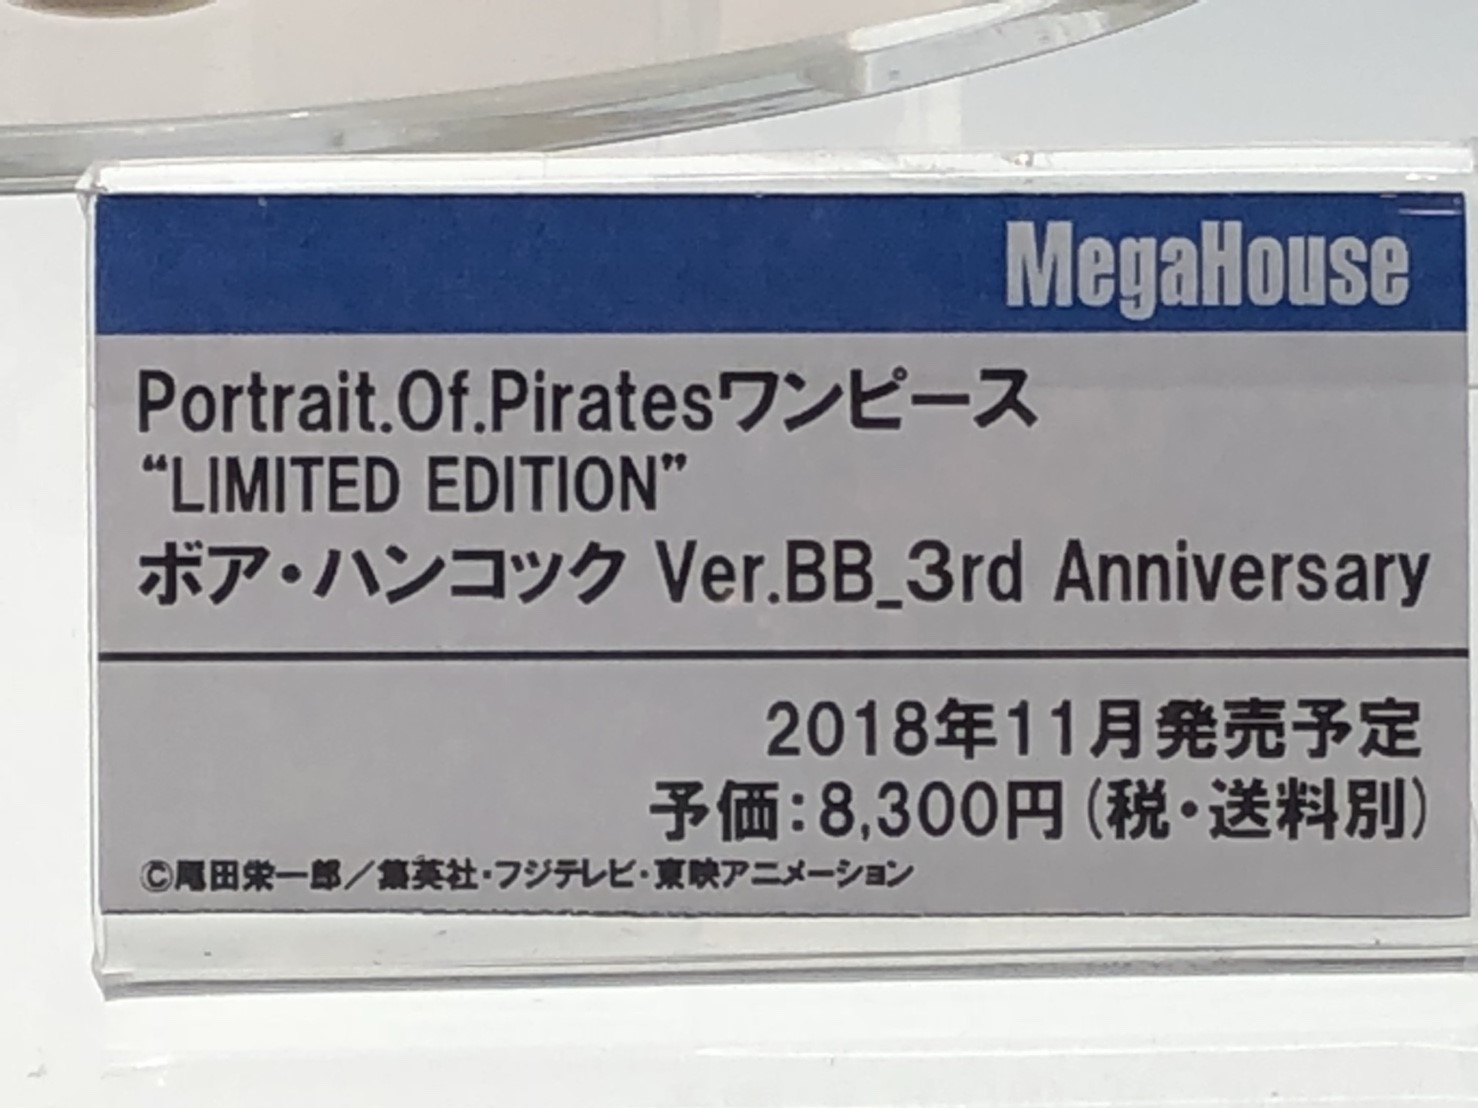 MegaHouse
Portrait.Of.Piratesワンピース
“LIMITED EDITION”
ボア・ハンコック Ver.BB_3rd Anniversary
2018年11月発売予定
予価:8,300円(税・送料別)
©尾田栄一郎／集英社・フジテレビ・東映アニメーション